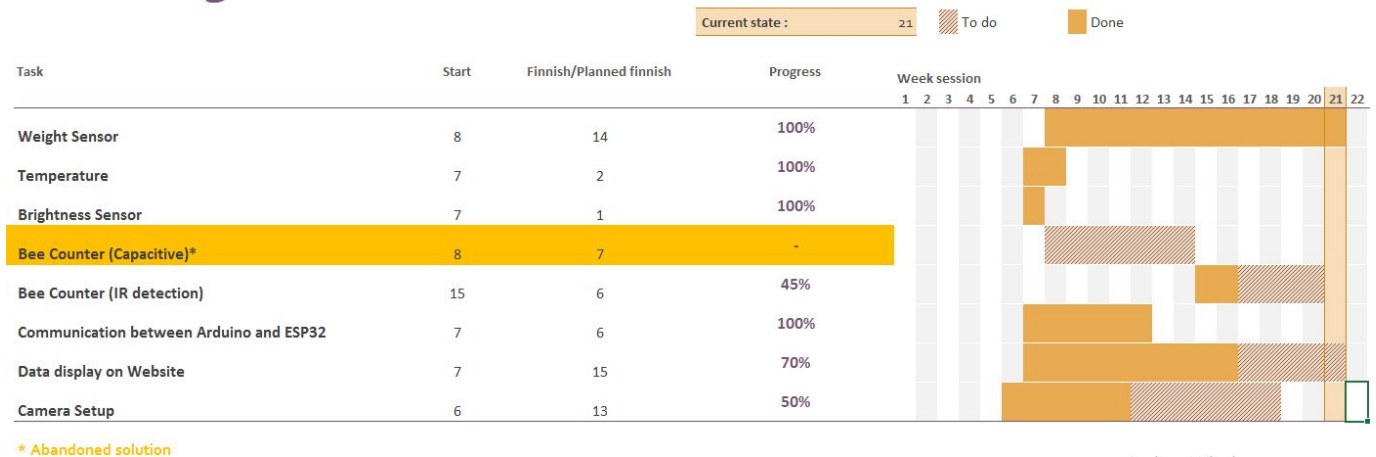 Current state : 21 To do Done
Task Start Finnish/Planned finnish Progress Week session
1 2 3 4 5 6 7 8 9 10 11 12 13 14 15 16 17 18 19 20 21 22
Weight Sensor 8 14 100%
Temperature 7 2 100%
Brightness Sensor 7 1 100%
Bee Counter (Capacitive)* 8 7 -
Bee Counter (IR detection) 15 6 45%
Communication between Arduino and ESP32 7 6 100%
Data display on Website 7 15 70%
Camera Setup 6 13 50%
* Abandoned solution